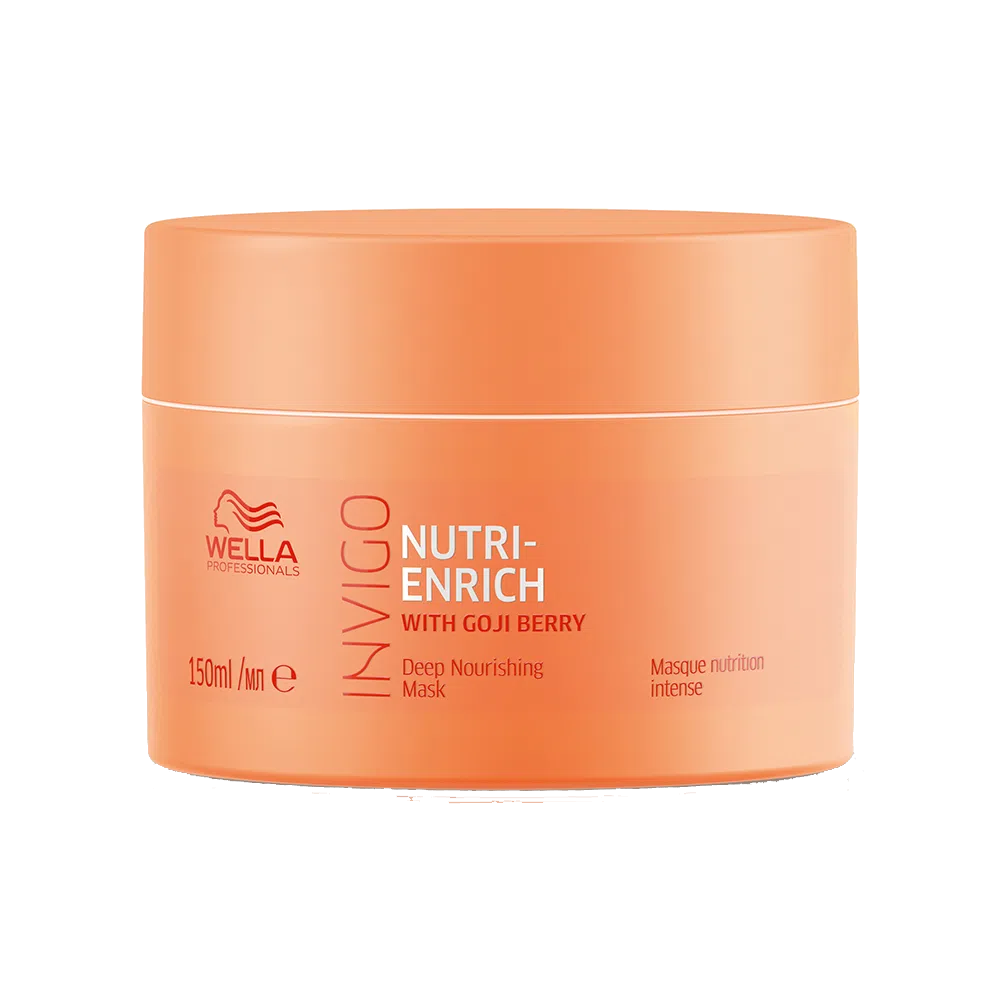 WELLA
PROFESSIONALS
150ml /мл e
INVIGO
NUTRI-
ENRICH
WITH GOJI BERRY
Deep Nourishing
Mask
Masque nutrition
intense